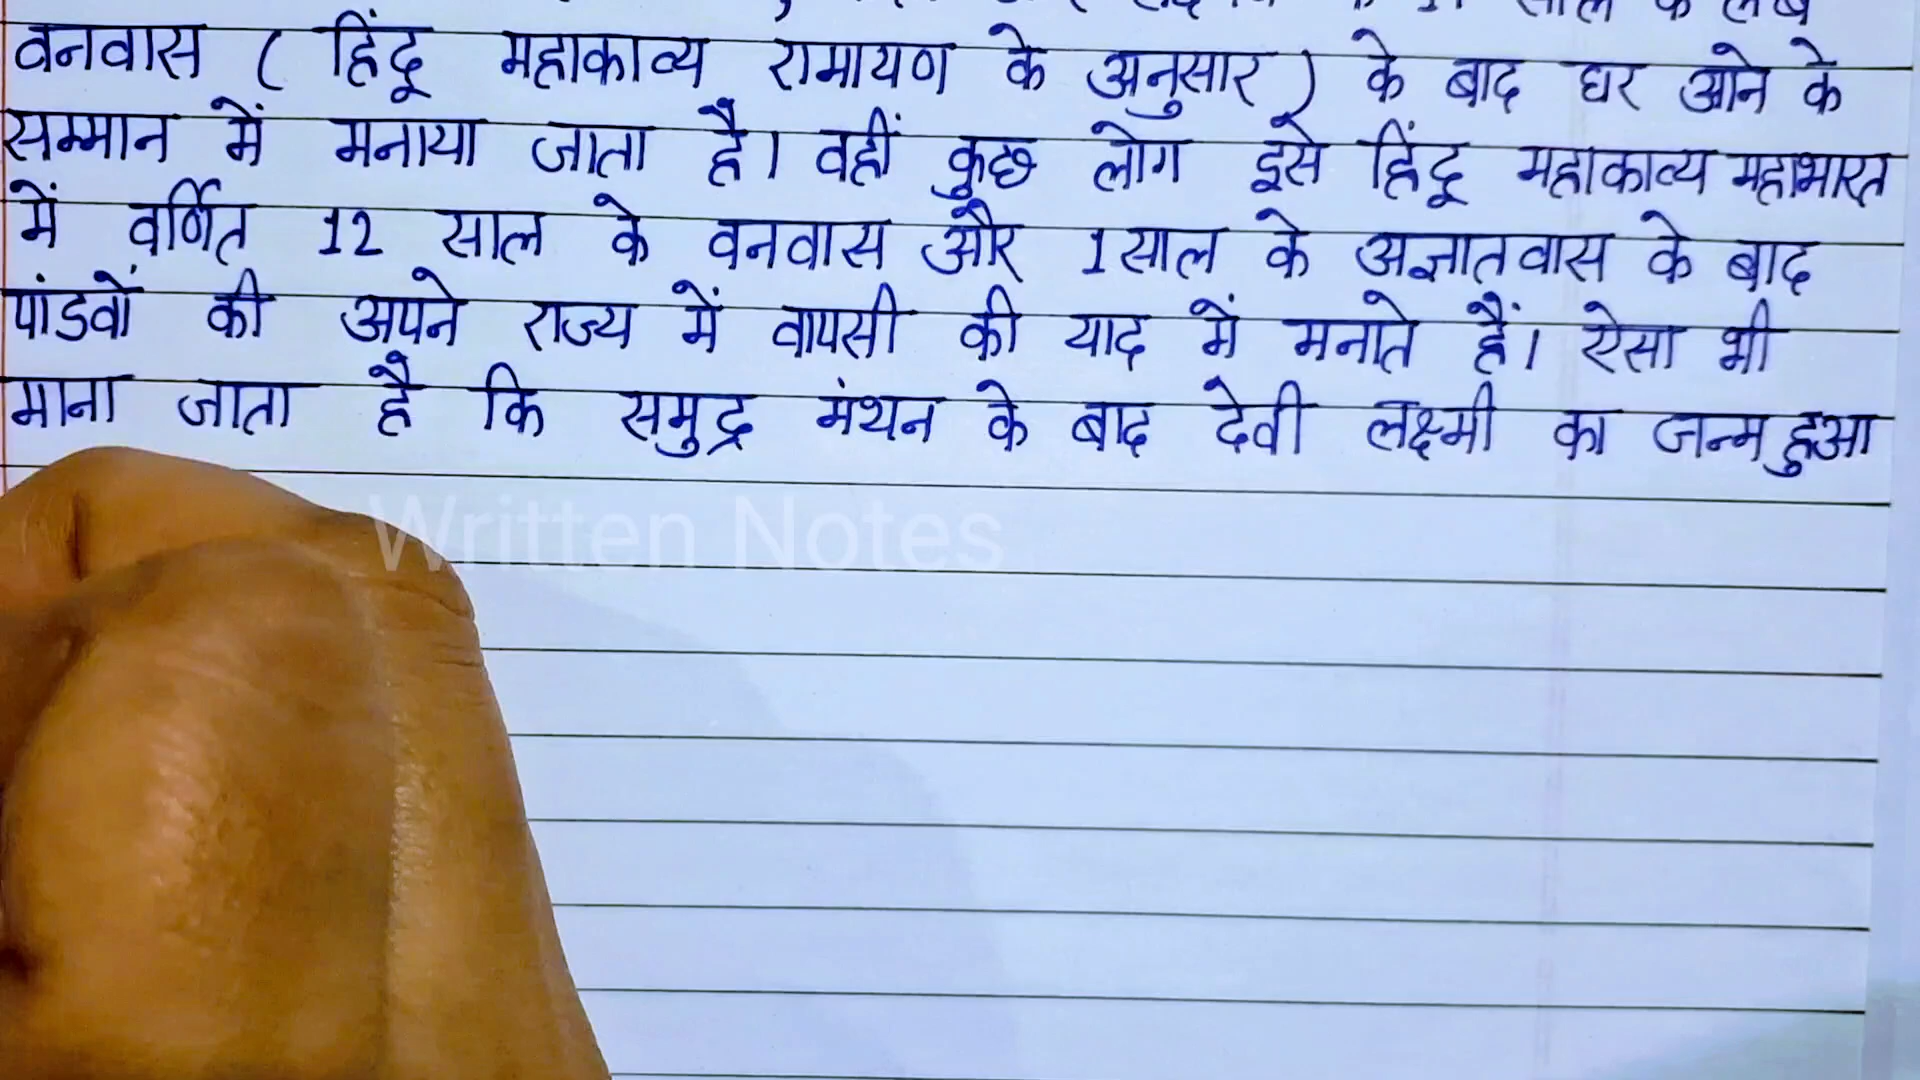 साल के लंबे
वनवास ( हिंदू महाकाव्य रामायण के अनुसार) के बाद घर आने के
सम्मान में मनाया जाता है। वहीं कुछ लोग इसे हिंदू महाकाव्य महाभारत
में वर्णित 12 साल के वनवास और 1साल के अज्ञातवास के बाद
पांडवों की अपने राज्य में वापसी की याद में मनाते हैं। ऐसा भी
माना जाता है कि समुद्र मंथन के बाद देवी लक्ष्मी का जन्म हुआ
Written Notes